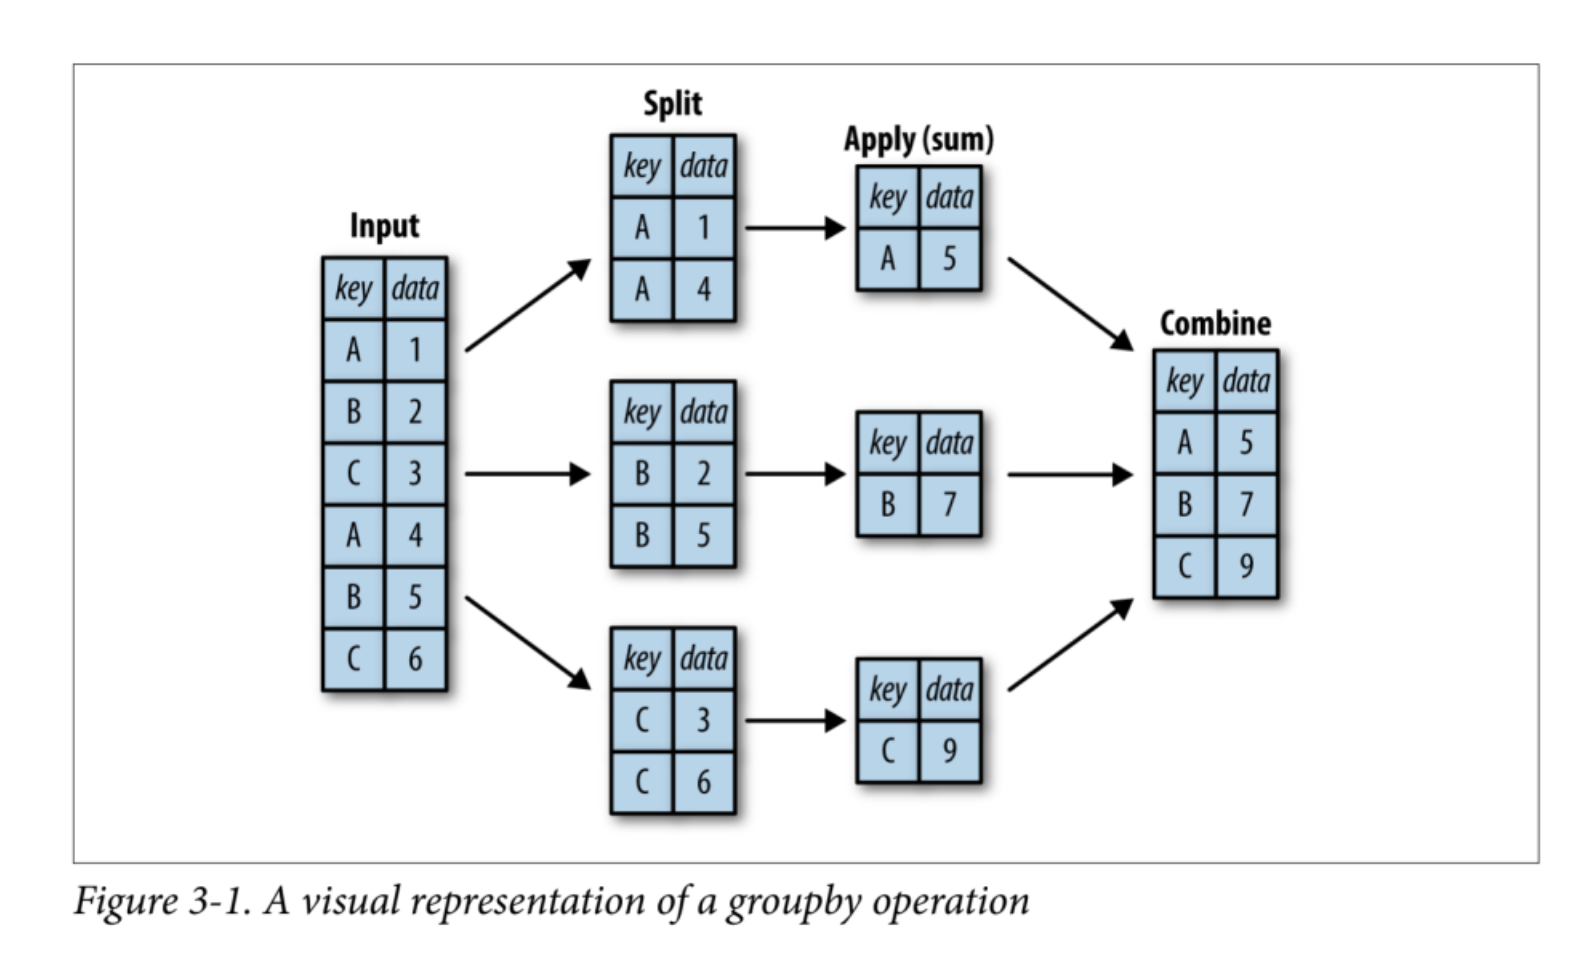 Input
key data
A 1
B 2
C 3
A 4
B 5
C 6
Split
key data
A 1
A 4
key data
B 2
B 5
key data
C 3
C 6
Apply (sum)
key data
A 5
key data
B 7
key data
C 9
Combine
key data
A 5
B 7
C 9
Figure 3-1. A visual representation of a groupby operation